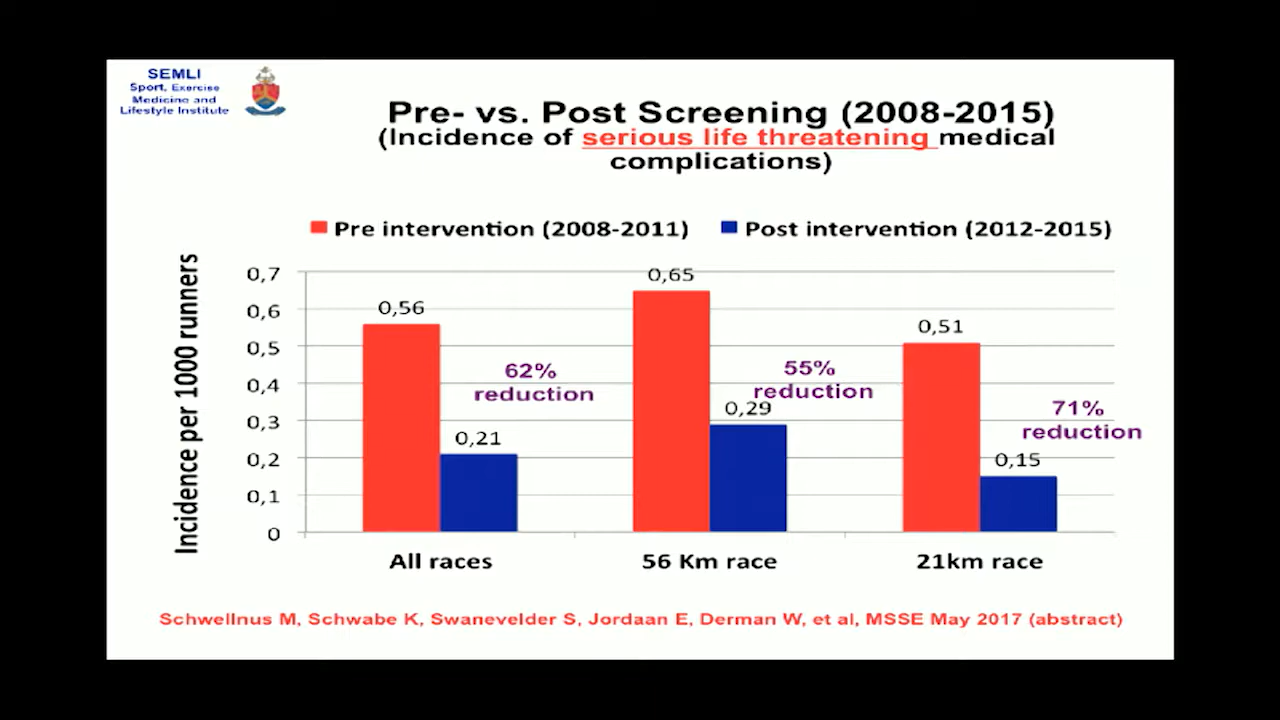 SEMLI
Sport, Exercise
Medicine and
Lifestyle Institute
Pre- vs. Post Screening (2008-2015)
(Incidence of serious life threatening medical
complications)
Pre intervention (2008-2011)
Post intervention (2012-2015)
Incidence per 1000 runners
0,7
0,6
0,5
0,4
0,3
0,2
0,1
0
0,56
0,21
62%
reduction
0,65
0,29
55%
reduction
0,51
0,15
71%
reduction
All races
56 Km race
21km race
Schwellnus M, Schwabe K, Swanevelder S, Jordaan E, Derman W, et al, MSSE May 2017 (abstract)